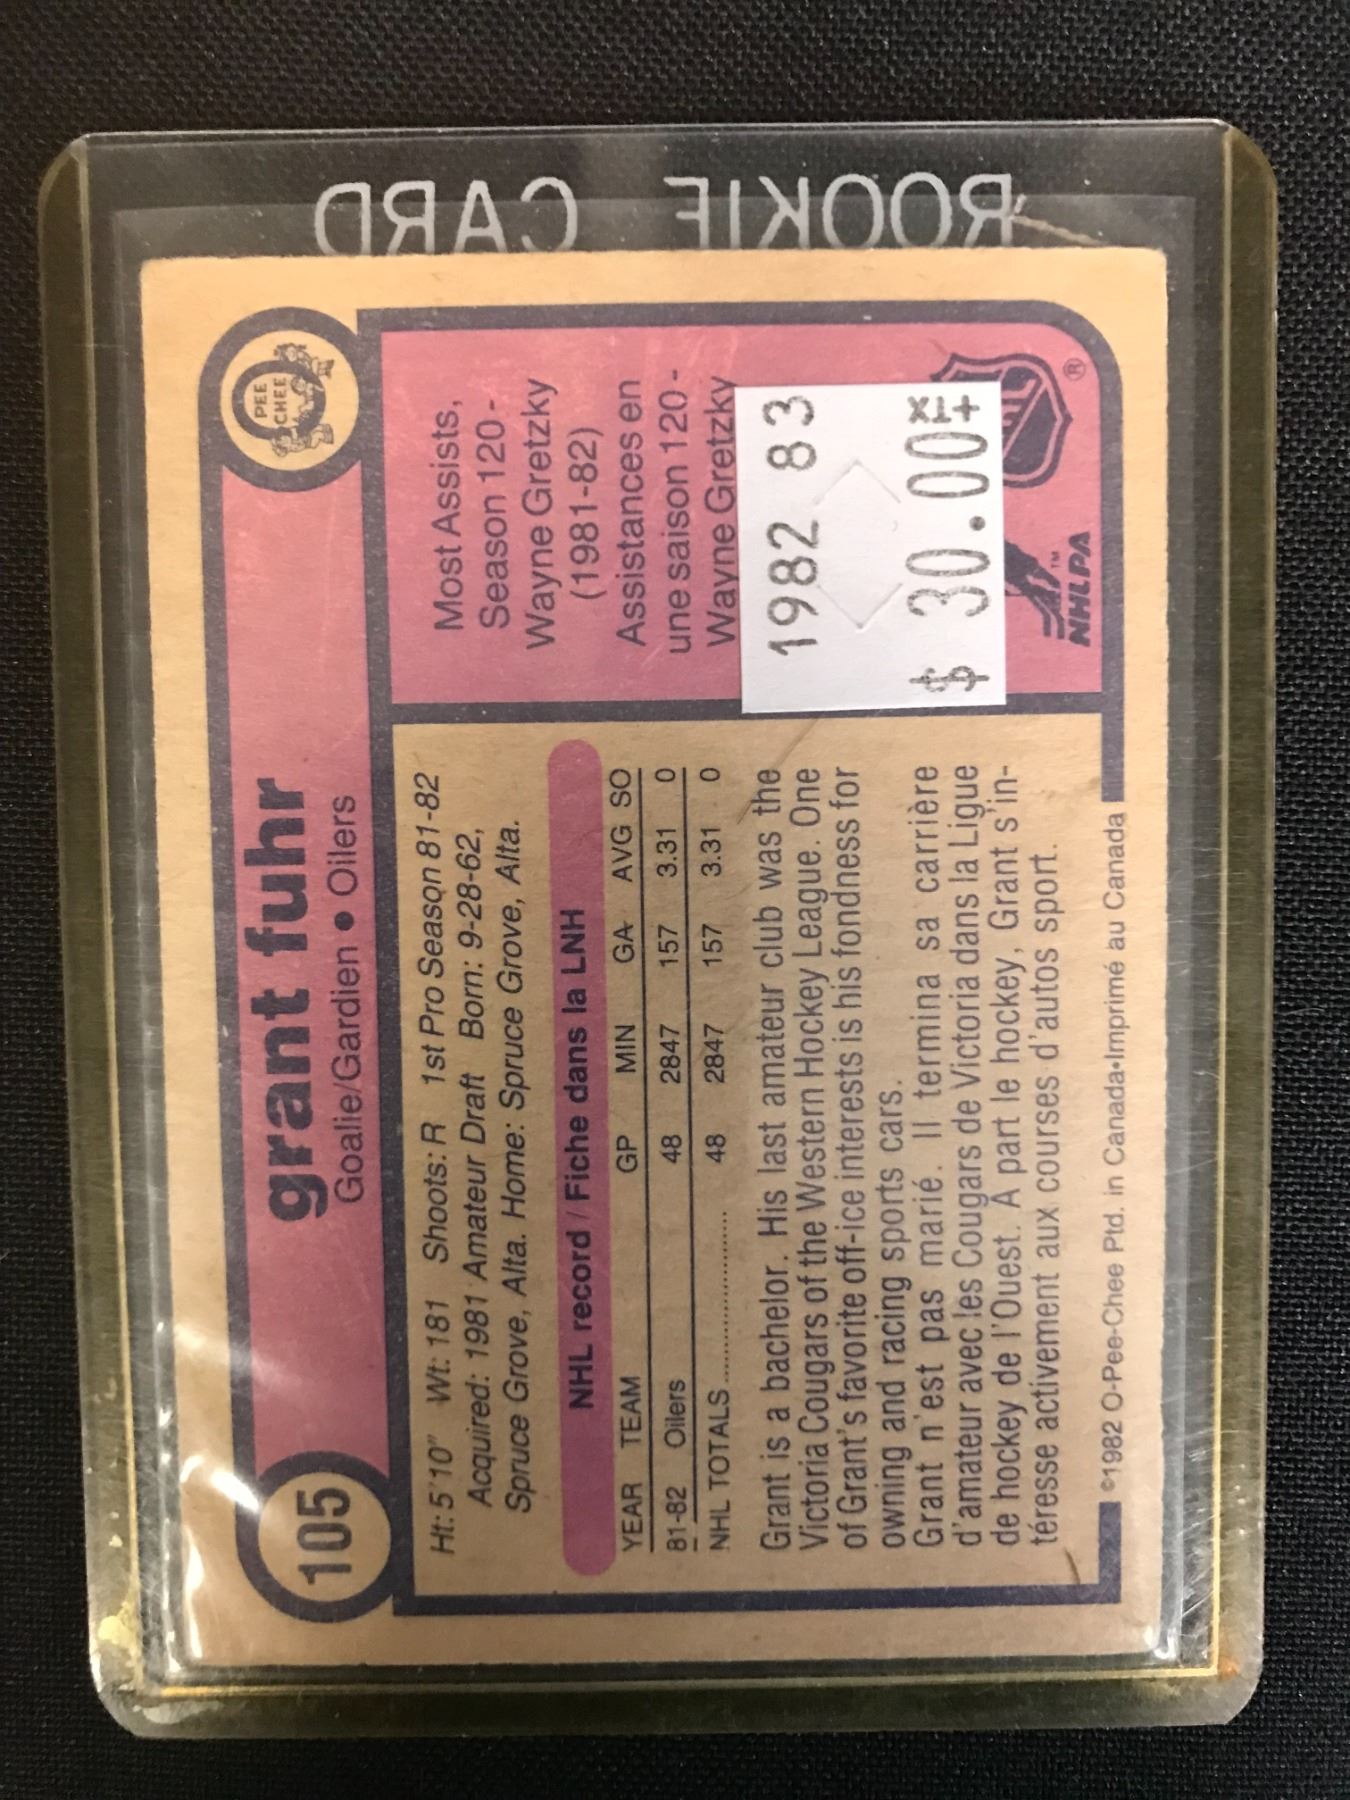 ROOKIE CARD
105
grant fuhr
Goalie/Gardien • Oilers
PEE
CHEE
Ht: 5'10" Wt: 181 Shoots: R 1st Pro Season 81-82
Acquired: 1981 Amateur Draft Born: 9-28-62,
Spruce Grove, Alta. Home: Spruce Grove, Alta.
NHL record / Fiche dans la LNH
YEAR TEAM GP MIN GA AVG SO
81-82 Oilers 48 2847 157 3.31 0
NHL TOTALS .................... 48 2847 157 3.31 0
Grant is a bachelor. His last amateur club was the
Victoria Cougars of the Western Hockey League. One
of Grant's favorite off-ice interests is his fondness for
owning and racing sports cars.
Grant n'est pas marié. Il termina sa carrière
d'amateur avec les Cougars de Victoria dans la Ligue
de hockey de l'Ouest. À part le hockey, Grant s'in-
téresse activement aux courses d'autos sport.
©1982 O-Pee-Chee Ptd. in Canada•Imprimé au Canada
Most Assists,
Season 120 -
Wayne Gretzky
(1981-82)
Assistances en
une saison 120 -
Wayne Gretzky
1982 83
$ 30.00
NHLPA
TM
®